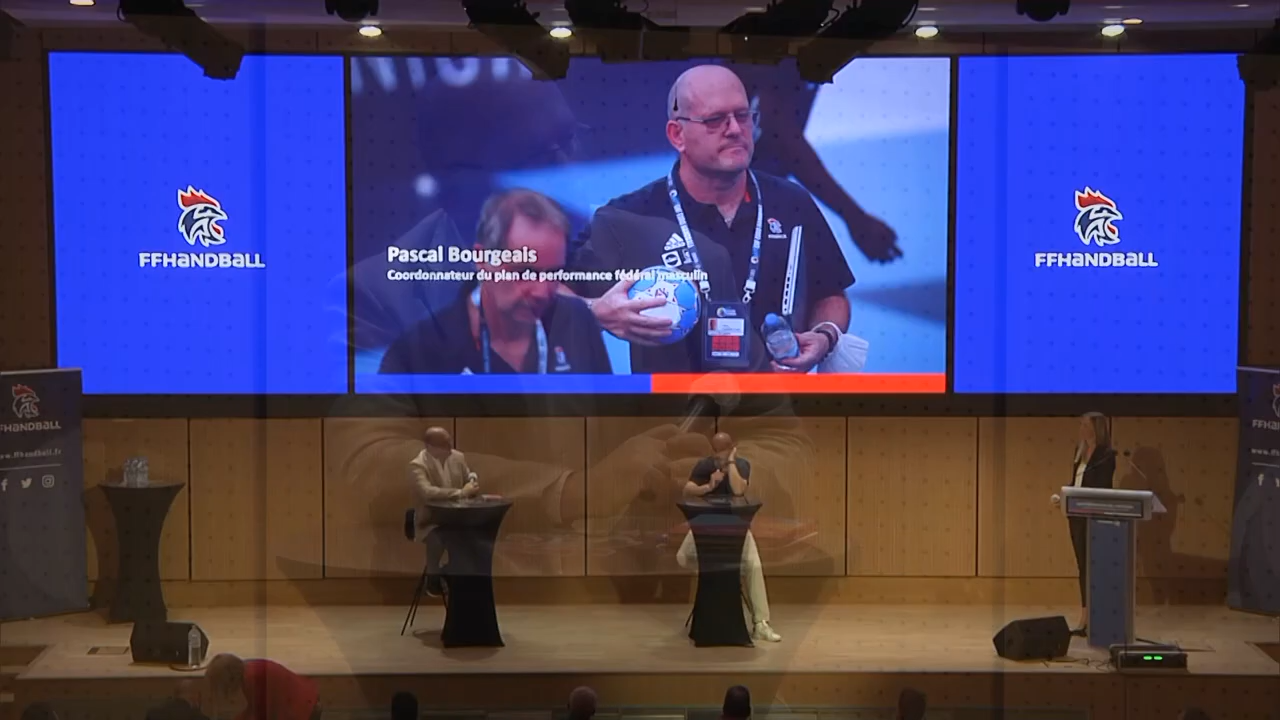 FFHANDBALL
Pascal Bourgeais
Coordonnateur du plan de performance fédéral masculin
FFHANDBALL
FFHANDBALL
www.ffhandball.fr